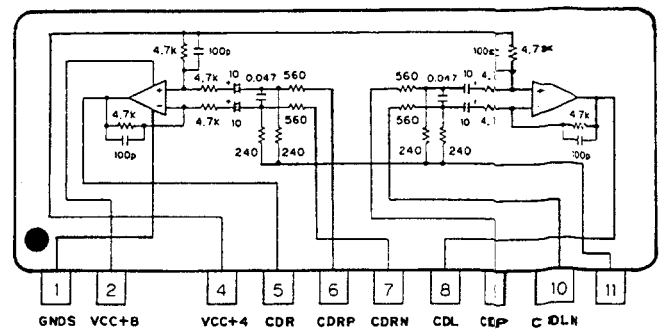 4.7k 100p 100p 4.7k
4.7k 10 0.047 560 560 0.047 10
4.7k 10 560 560 10
4.7k 4.7k
100p 100p
240 240 240 240
1 2 4 5 6 7 8 10 11
GNDS VCC+8 VCC+4 CDR CDRP CDRN CDL